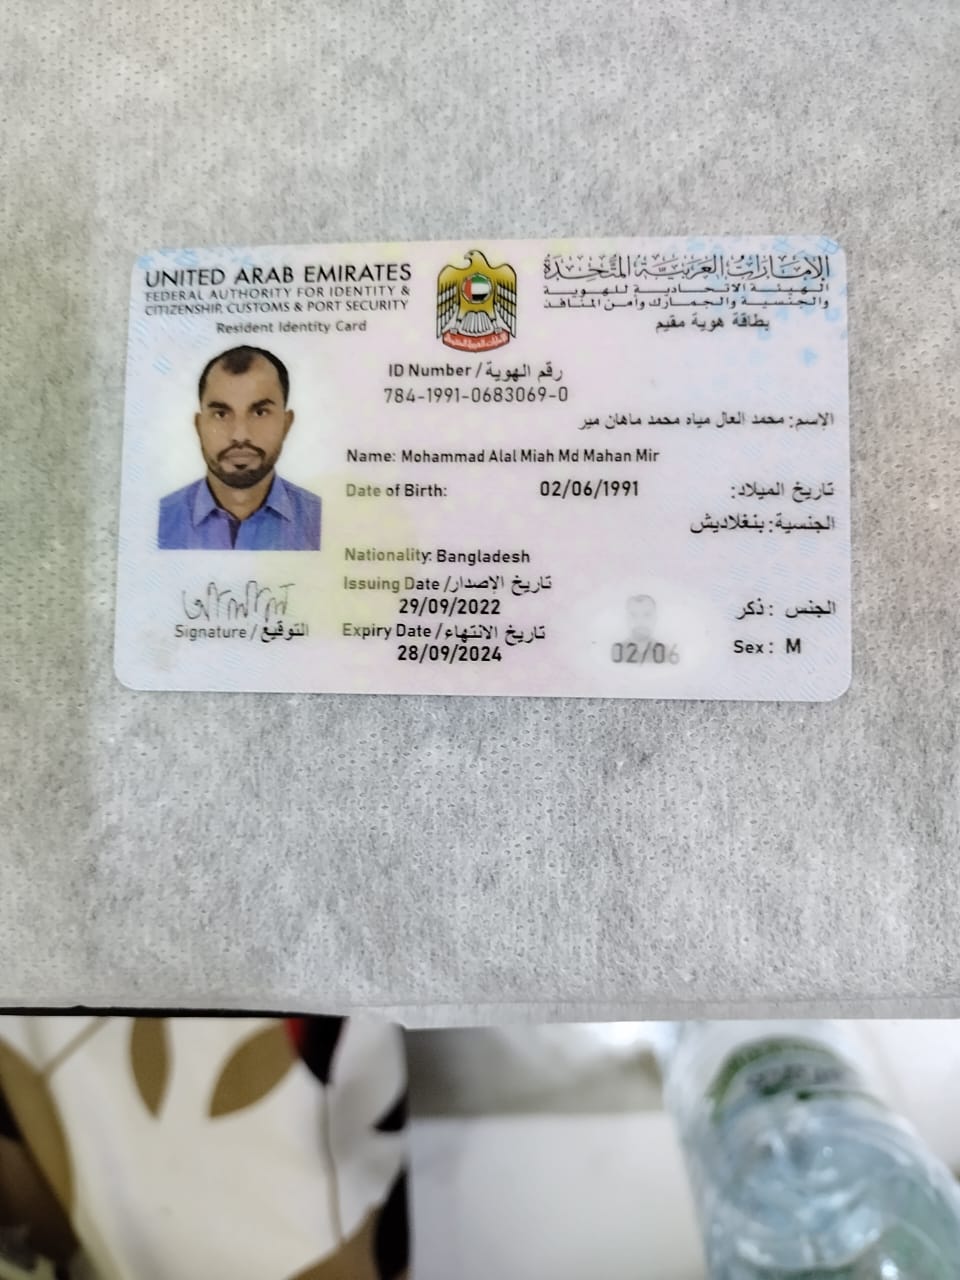 UNITED ARAB EMIRATES
FEDERAL AUTHORITY FOR IDENTITY &
CITIZENSHIP, CUSTOMS & PORT SECURITY
Resident Identity Card
الإمارات العربية المتحدة
الهيئة الاتحادية للهوية
والجنسية والجمارك وأمن المنافذ
بطاقة هوية مقيم
ID Number / رقم الهوية
784-1991-0683069-0
الاسم: محمد العال مياه محمد ماهان مير
Name: Mohammad Alal Miah Md Mahan Mir
Date of Birth: 02/06/1991 تاريخ الميلاد:
الجنسية: بنغلاديش
Nationality: Bangladesh
Issuing Date / تاريخ الإصدار
29/09/2022
Expiry Date / تاريخ الانتهاء
28/09/2024
الجنس : ذكر
Sex : M
02/06
Signature / التوقيع